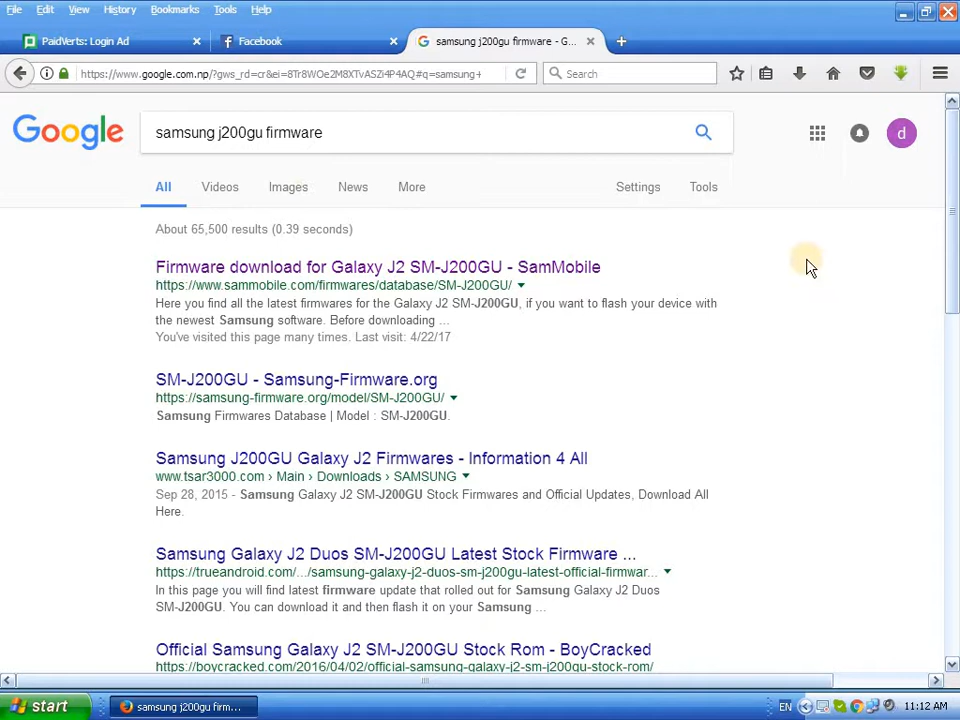 File Edit View History Bookmarks Tools Help
PaidVerts: Login Ad × Facebook × samsung j200gu firmware - G... × +
https://www.google.com.np/?gws_rd=cr&ei=8Tr8WOe2M8XTvASZi4P4AQ#q=samsung+ Search
Google samsung j200gu firmware d
All Videos Images News More Settings Tools
About 65,500 results (0.39 seconds)
Firmware download for Galaxy J2 SM-J200GU - SamMobile
https://www.sammobile.com/firmwares/database/SM-J200GU/
Here you find all the latest firmwares for the Galaxy J2 SM-J200GU, if you want to flash your device with
the newest Samsung software. Before downloading ...
You've visited this page many times. Last visit: 4/22/17
SM-J200GU - Samsung-Firmware.org
https://samsung-firmware.org/model/SM-J200GU/
Samsung Firmwares Database | Model : SM-J200GU.
Samsung J200GU Galaxy J2 Firmwares - Information 4 All
www.tsar3000.com › Main › Downloads › SAMSUNG
Sep 28, 2015 - Samsung Galaxy J2 SM-J200GU Stock Firmwares and Official Updates, Download All
Here.
Samsung Galaxy J2 Duos SM-J200GU Latest Stock Firmware ...
https://trueandroid.com/.../samsung-galaxy-j2-duos-sm-j200gu-latest-official-firmwar...
In this page you will find latest firmware update that rolled out for Samsung Galaxy J2 Duos
SM-J200GU. You can download it and then flash it on your Samsung ...
Official Samsung Galaxy J2 SM-J200GU Stock Rom - BoyCracked
https://boycracked.com/2016/04/02/official-samsung-galaxy-j2-sm-j200gu-stock-rom/
start samsung j200gu firm... EN 11:12 AM